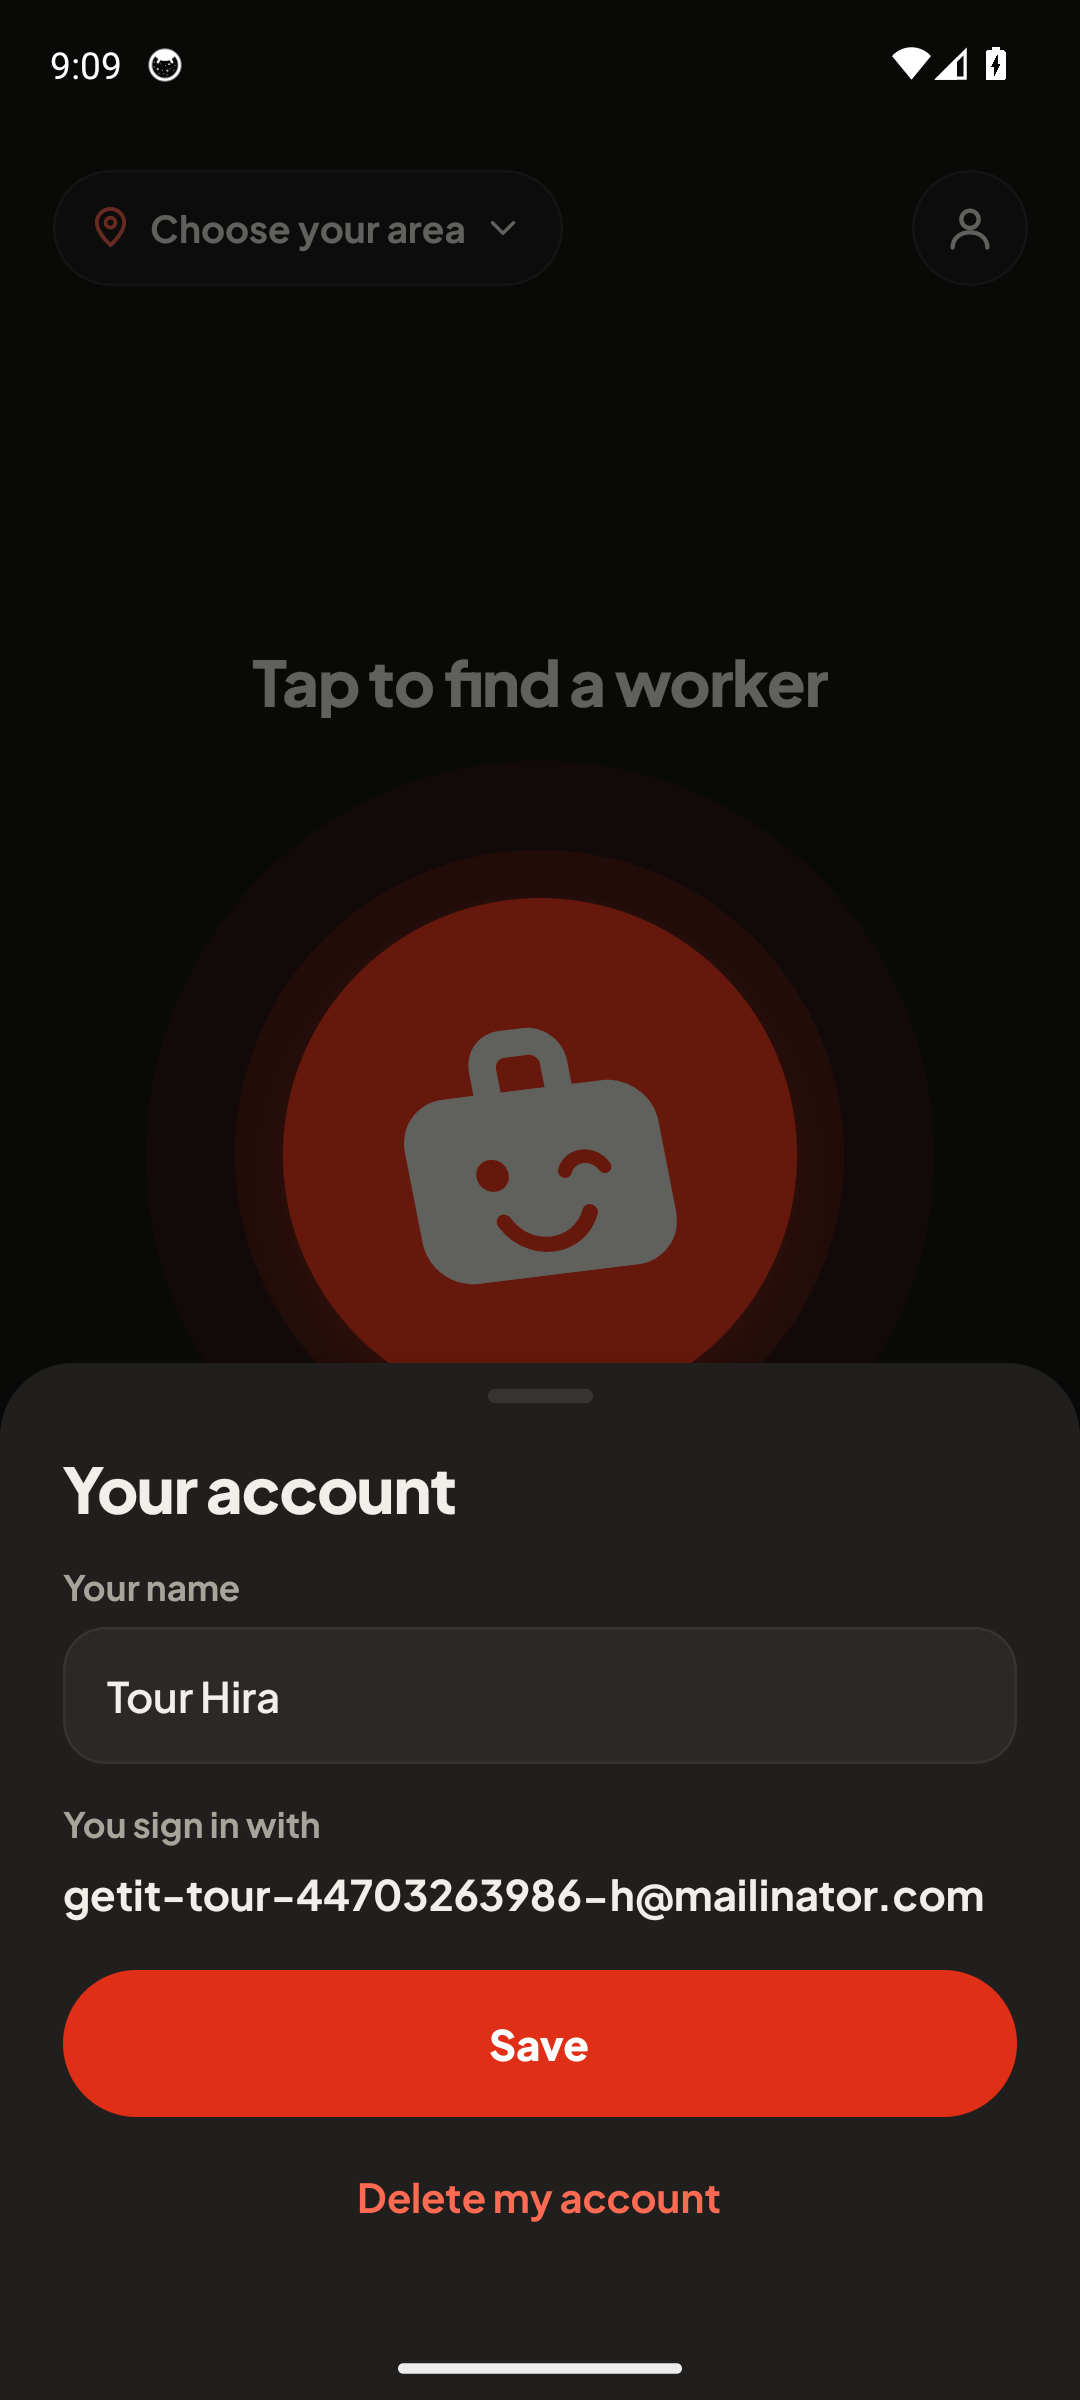 9:09
Choose your area
Tap to find a worker
Your account
Your name
Tour Hira
You sign in with
getit-tour-44703263986-h@mailinator.com
Save
Delete my account